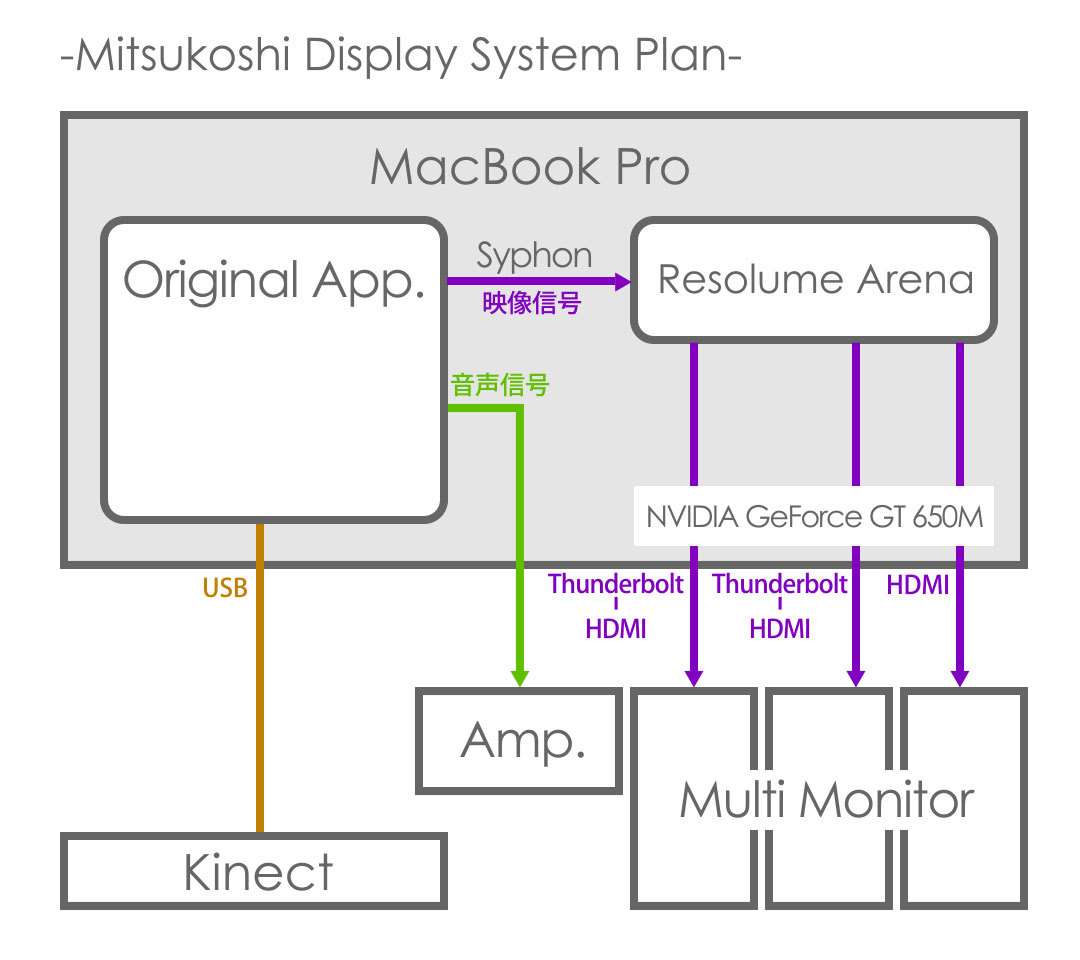 -Mitsukoshi Display System Plan-
MacBook Pro
Original App.
Syphon
映像信号
Resolume Arena
音声信号
NVIDIA GeForce GT 650M
USB
Thunderbolt
-
HDMI
Thunderbolt
-
HDMI
HDMI
Amp.
Multi Monitor
Kinect